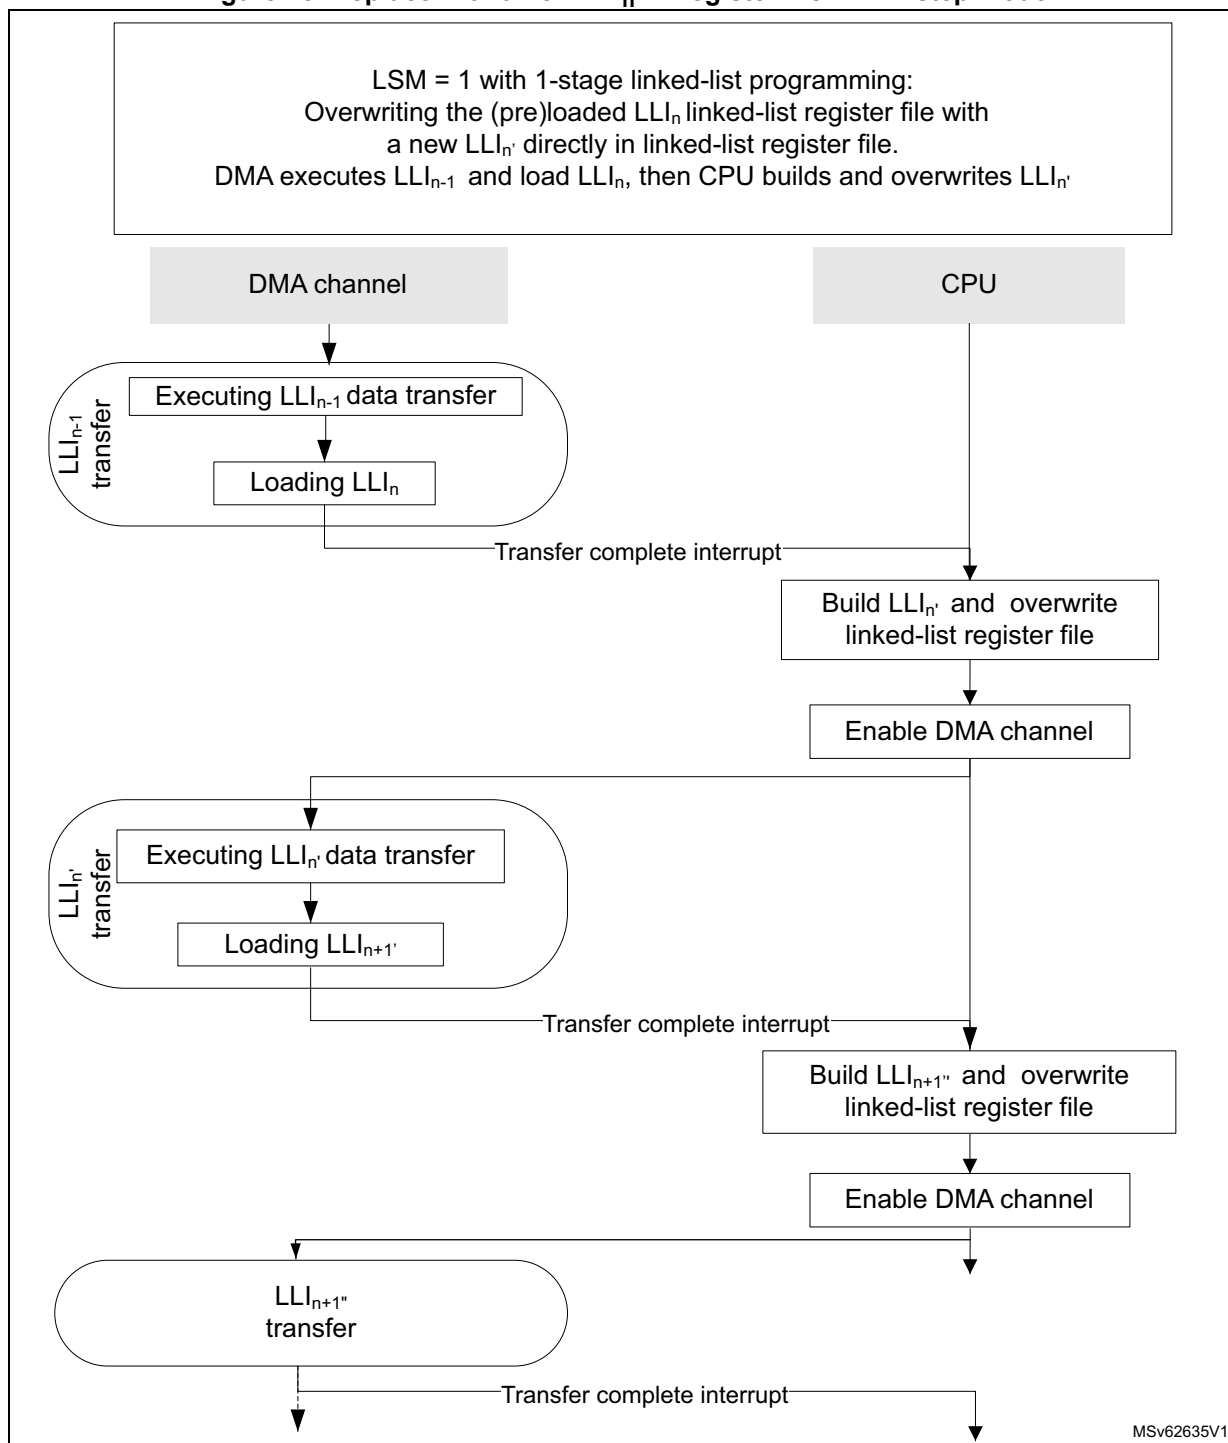 LSM = 1 with 1-stage linked-list programming:
Overwriting the (pre)loaded LLIn linked-list register file with
a new LLIn' directly in linked-list register file.
DMA executes LLIn-1 and load LLIn, then CPU builds and overwrites LLIn'
DMA channel
CPU
LLIn-1
transfer
Executing LLIn-1 data transfer
Loading LLIn
Transfer complete interrupt
Build LLIn' and overwrite
linked-list register file
Enable DMA channel
LLIn'
transfer
Executing LLIn' data transfer
Loading LLIn+1'
Transfer complete interrupt
Build LLIn+1'' and overwrite
linked-list register file
Enable DMA channel
LLIn+1"
transfer
Transfer complete interrupt
MSv62635V1